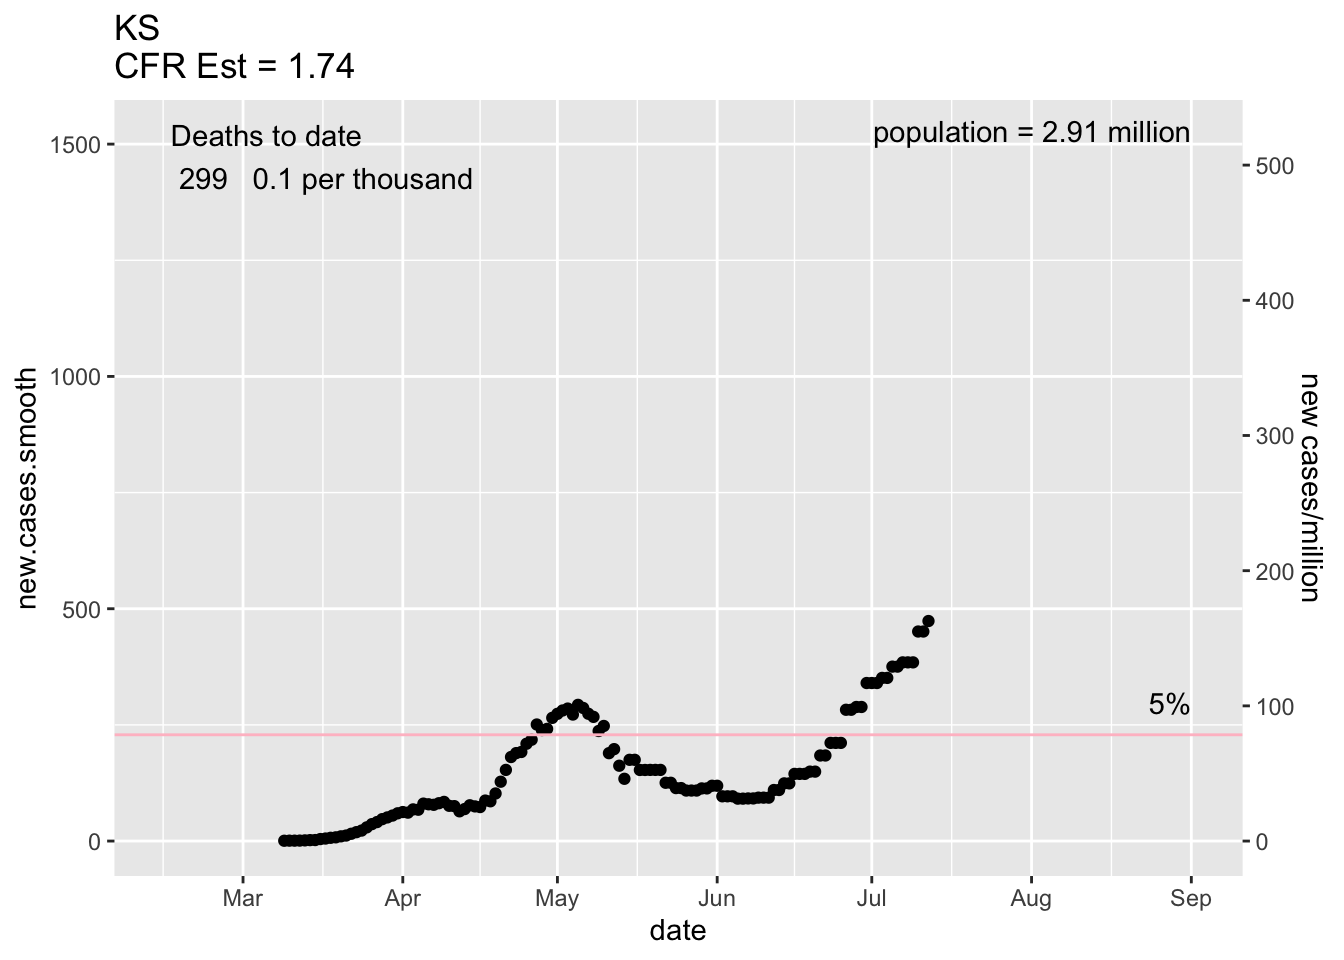 KS
CFR Est = 1.74
Deaths to date
299 0.1 per thousand
population = 2.91 million
1500
1000
500
0
new.cases.smooth
500
400
300
200
100
0
new cases/million
5%
Mar Apr May Jun Jul Aug Sep
date